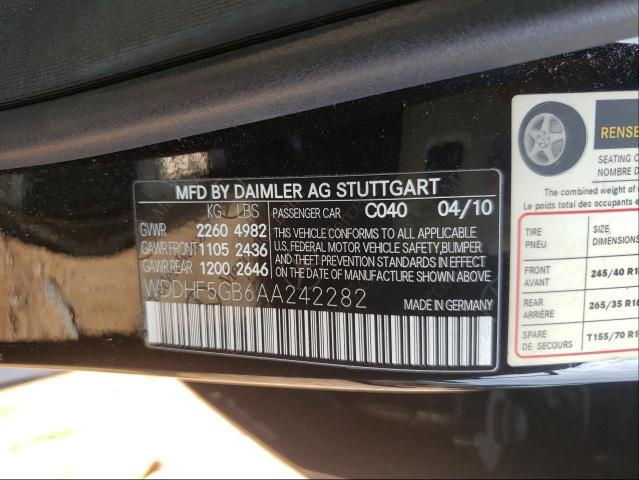 MFD BY DAIMLER AG STUTTGART
KG LBS
GVWR 2260 4982
GAWR FRONT 1105 2436
GAWR REAR 1200 2646
PASSENGER CAR C040 04/10
THIS VEHICLE CONFORMS TO ALL APPLICABLE
U.S. FEDERAL MOTOR VEHICLE SAFETY, BUMPER
AND THEFT PREVENTION STANDARDS IN EFFECT
ON THE DATE OF MANUFACTURE SHOWN ABOVE.
WDDHF5GB6AA242282
MADE IN GERMANY
RENSE
SEATING
NOMBRE
The combined weight of
Le poids total des occupants
TIRE
PNEU
SIZE,
DIMENSIONS
FRONT
AVANT
245/40 R1
REAR
ARRIÈRE
265/35 R1
SPARE
DE SECOURS
T155/70 R1